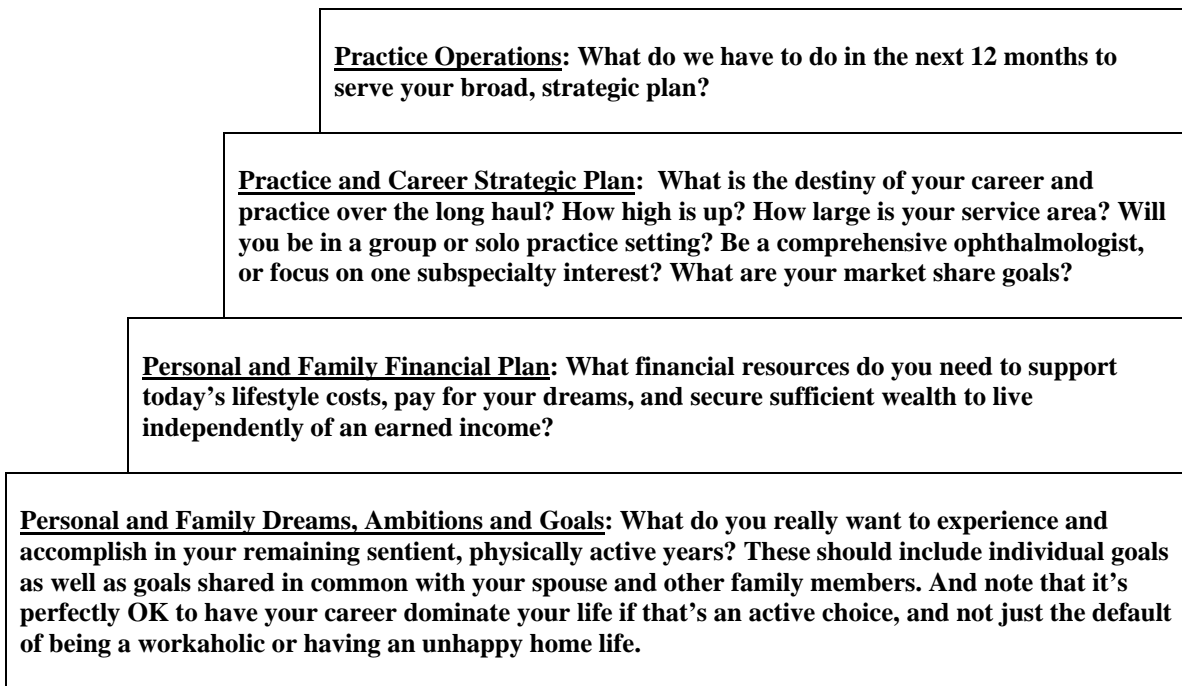 Practice Operations: What do we have to do in the next 12 months to
serve your broad, strategic plan?
Practice and Career Strategic Plan: What is the destiny of your career and
practice over the long haul? How high is up? How large is your service area? Will
you be in a group or solo practice setting? Be a comprehensive ophthalmologist,
or focus on one subspecialty interest? What are your market share goals?
Personal and Family Financial Plan: What financial resources do you need to support
today’s lifestyle costs, pay for your dreams, and secure sufficient wealth to live
independently of an earned income?
Personal and Family Dreams, Ambitions and Goals: What do you really want to experience and
accomplish in your remaining sentient, physically active years? These should include individual goals
as well as goals shared in common with your spouse and other family members. And note that it’s
perfectly OK to have your career dominate your life if that’s an active choice, and not just the default
of being a workaholic or having an unhappy home life.